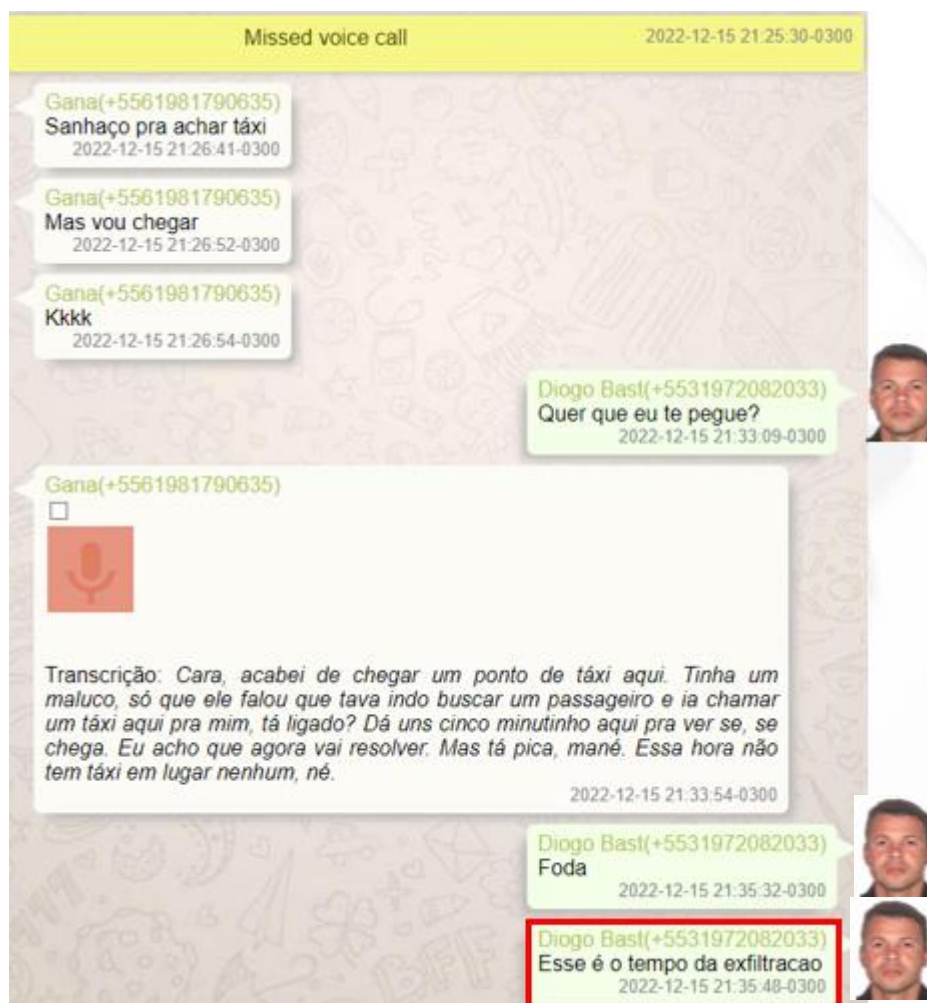 Missed voice call 2022-12-15 21:25:30-0300
Gana(+5561981790635)
Sanhaço pra achar táxi
2022-12-15 21:26:41-0300
Gana(+5561981790635)
Mas vou chegar
2022-12-15 21:26:52-0300
Gana(+5561981790635)
Kkkk
2022-12-15 21:26:54-0300
Diogo Bast(+5531972082033)
Quer que eu te pegue?
2022-12-15 21:33:09-0300
Gana(+5561981790635)
Transcrição: Cara, acabei de chegar um ponto de táxi aqui. Tinha um
maluco, só que ele falou que tava indo buscar um passageiro e ia chamar
um táxi aqui pra mim, tá ligado? Dá uns cinco minutinho aqui pra ver se, se
chega. Eu acho que agora vai resolver. Mas tá pica, mané. Essa hora não
tem táxi em lugar nenhum, né.
2022-12-15 21:33:54-0300
Diogo Bast(+5531972082033)
Foda
2022-12-15 21:35:32-0300
Diogo Bast(+5531972082033)
Esse é o tempo da exfiltracao
2022-12-15 21:35:48-0300